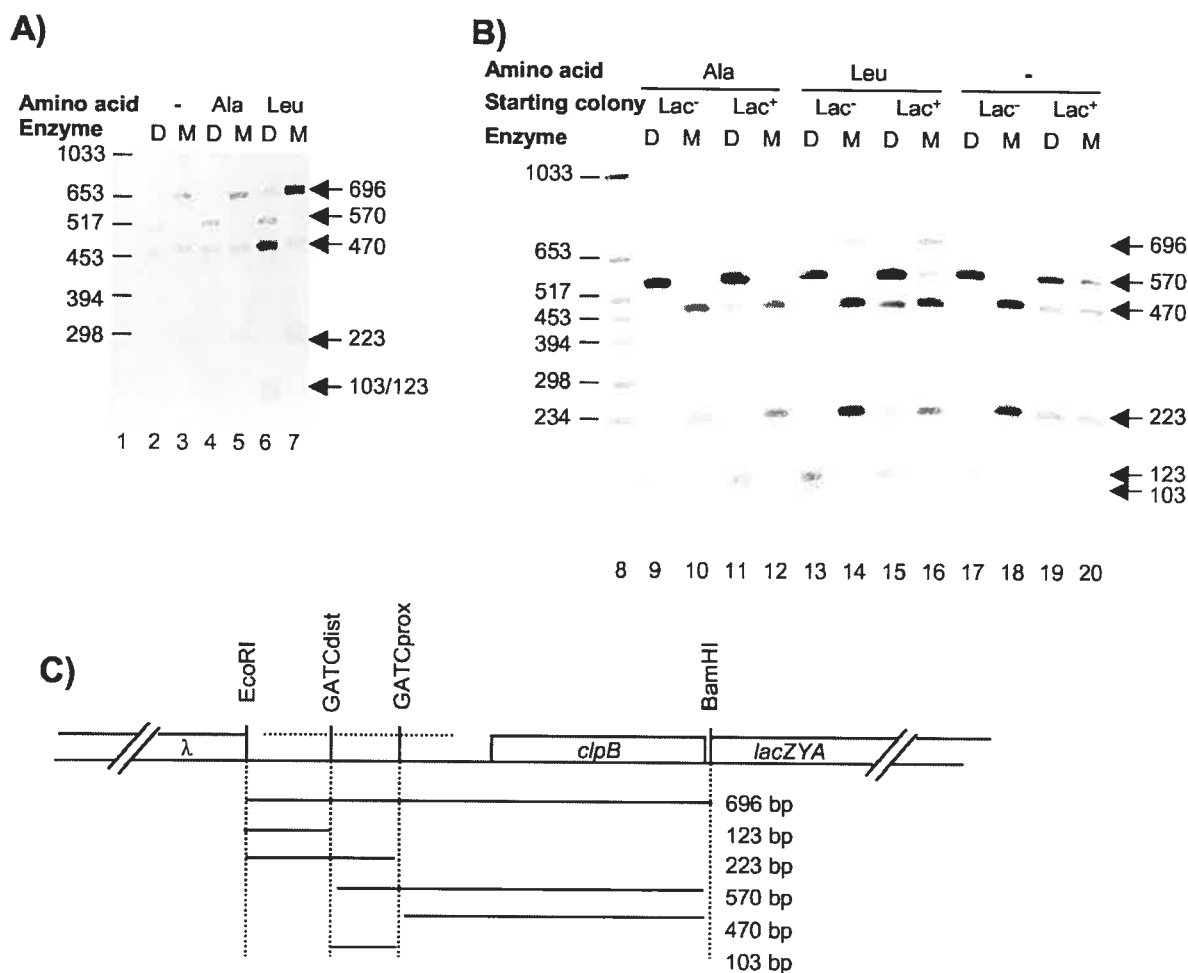 A)
Amino acid - Ala Leu
Enzyme D M D M D M
1033
653
517
453
394
298
696
570
470
223
103/123
1 2 3 4 5 6 7
B)
Amino acid Ala Leu -
Starting colony Lac⁻ Lac⁺ Lac⁻ Lac⁺ Lac⁻ Lac⁺
Enzyme D M D M D M D M D M D M
1033
653
517
453
394
298
234
696
570
470
223
123
103
8 9 10 11 12 13 14 15 16 17 18 19 20
C)
EcoRI
GATCdist
GATCprox
BamHI
λ clpB lacZYA
696 bp
123 bp
223 bp
570 bp
470 bp
103 bp